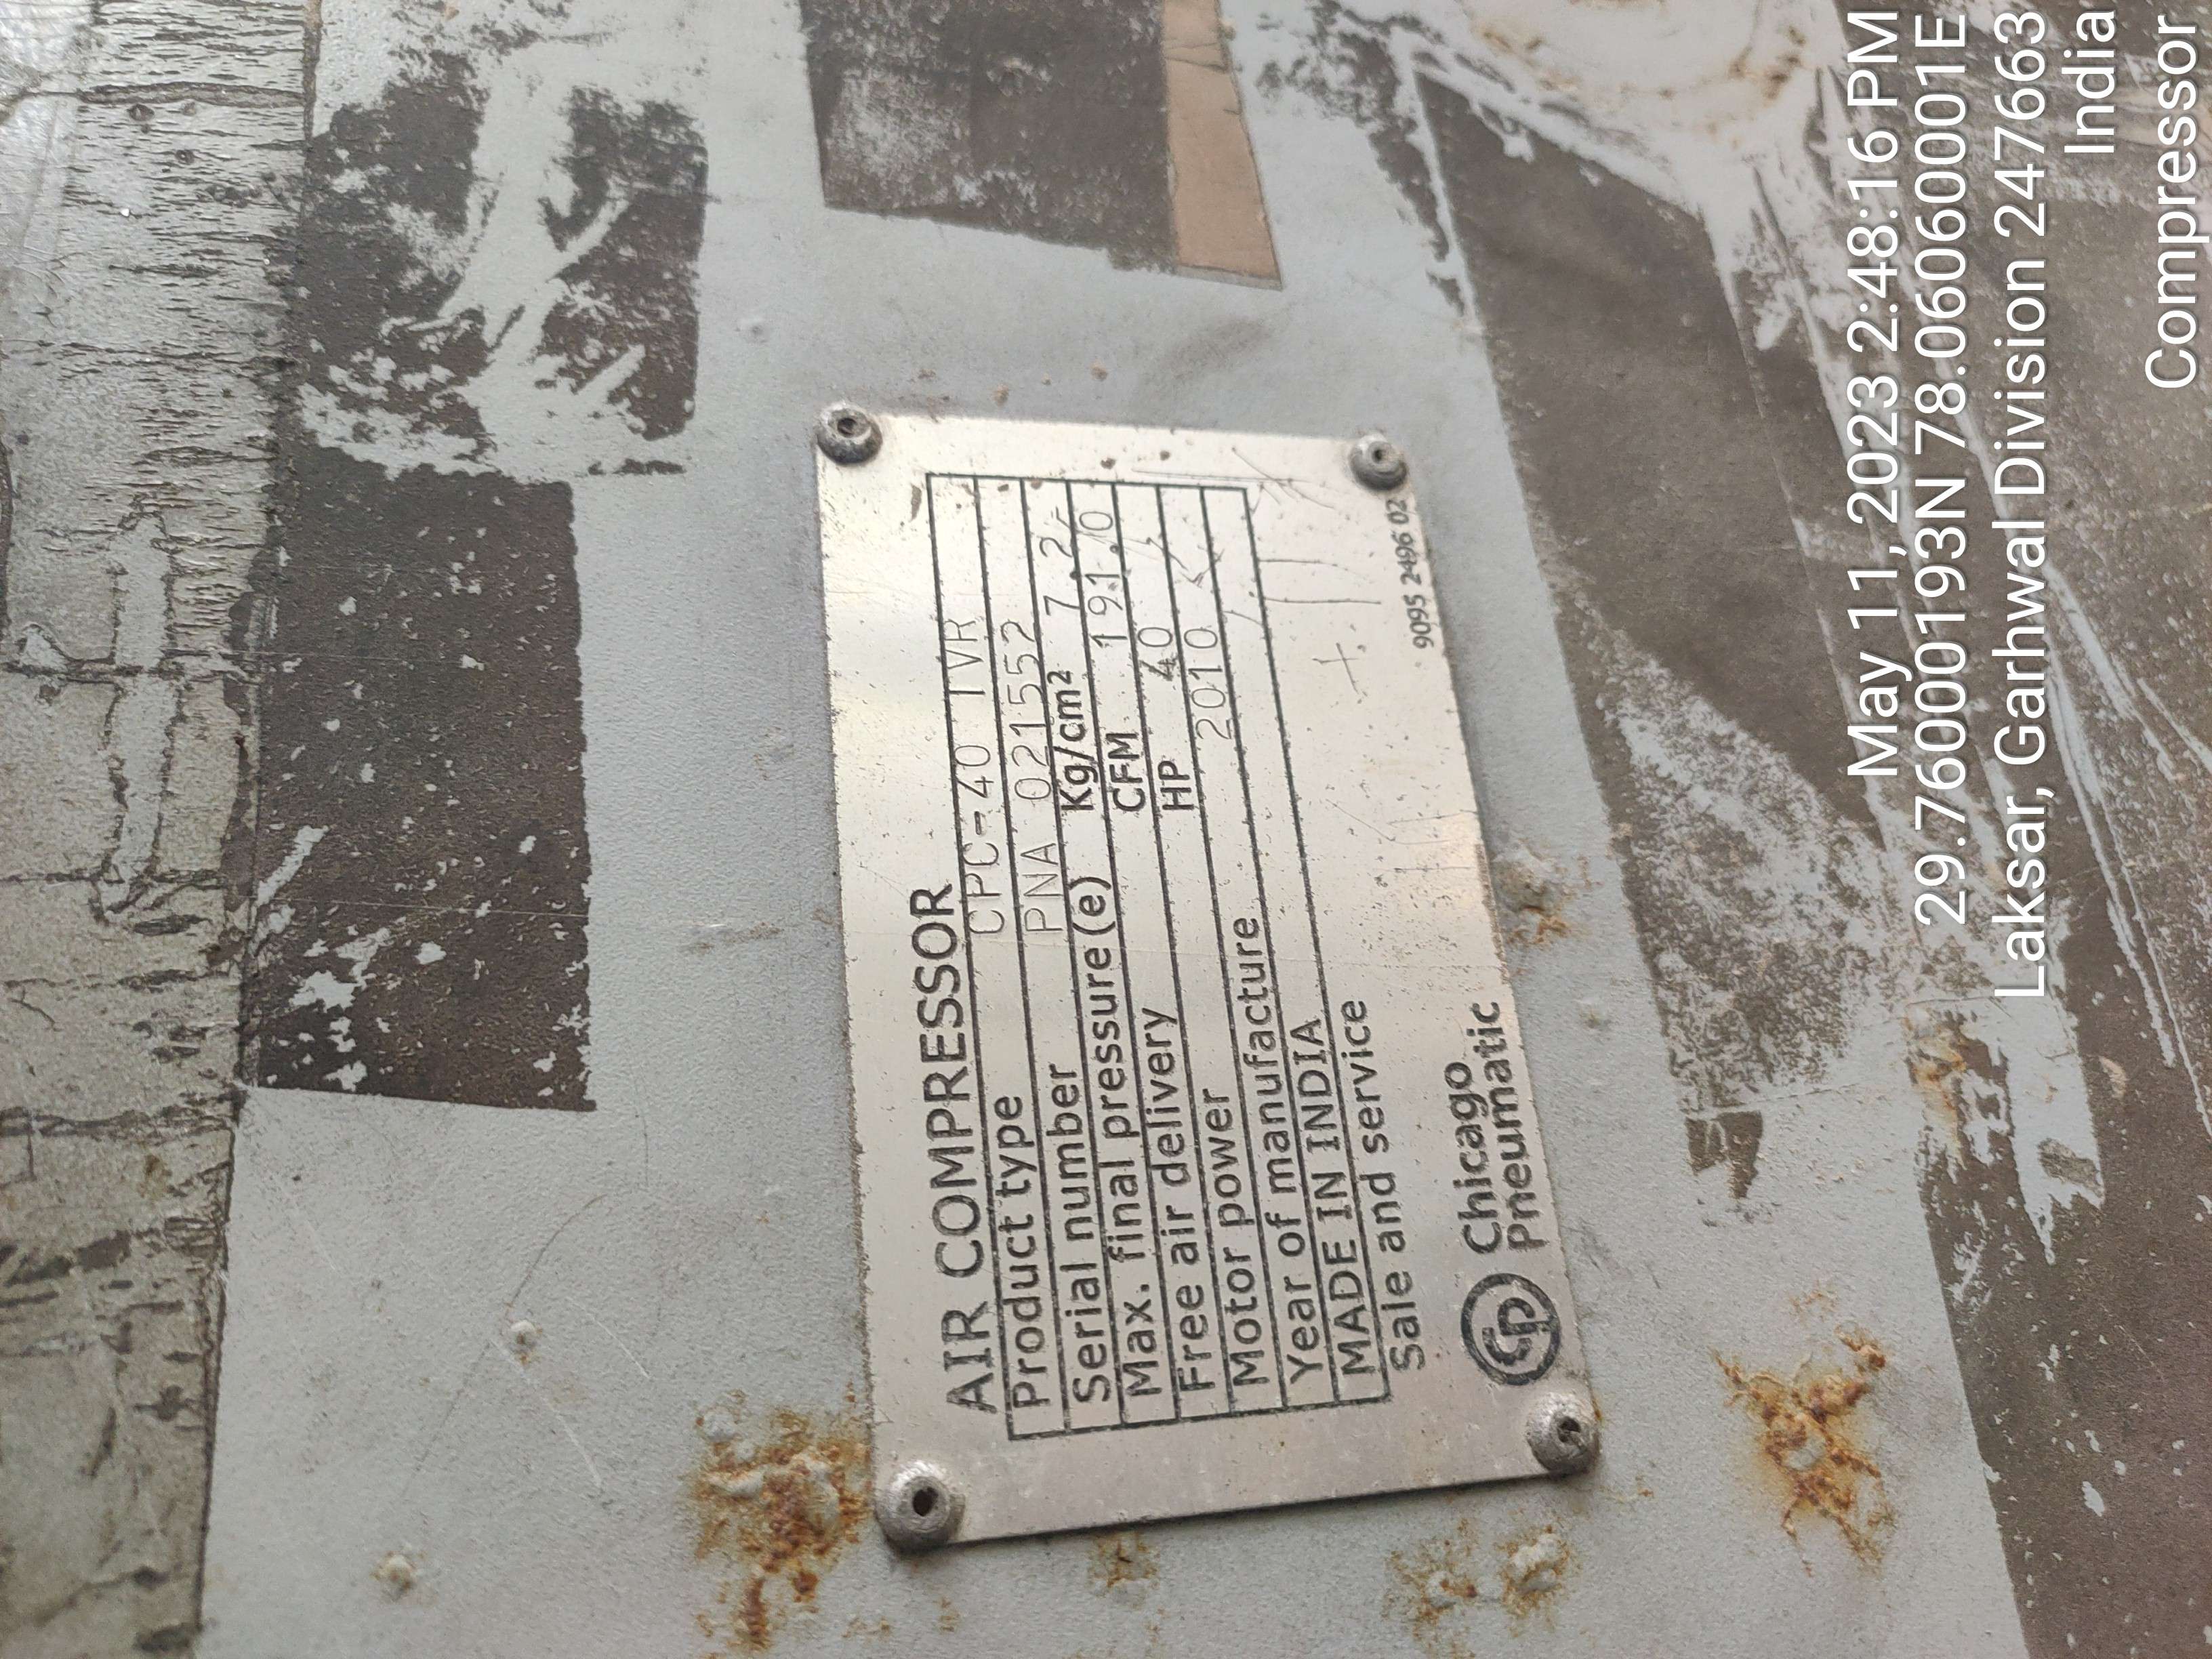 AIR COMPRESSOR
Product type CPC-40 TVR
Serial number PNA 021552
Max. final pressure(e) Kg/cm² 7.2
Free air delivery CFM 191.0
Motor power HP 40
Year of manufacture 2010
MADE IN INDIA
Sale and service
CP Chicago
Pneumatic
9095 2496 02
May 11, 2023 2:48:16 PM
29.76000193N 78.06060001E
Laksar, Garhwal Division 247663
India
Compressor